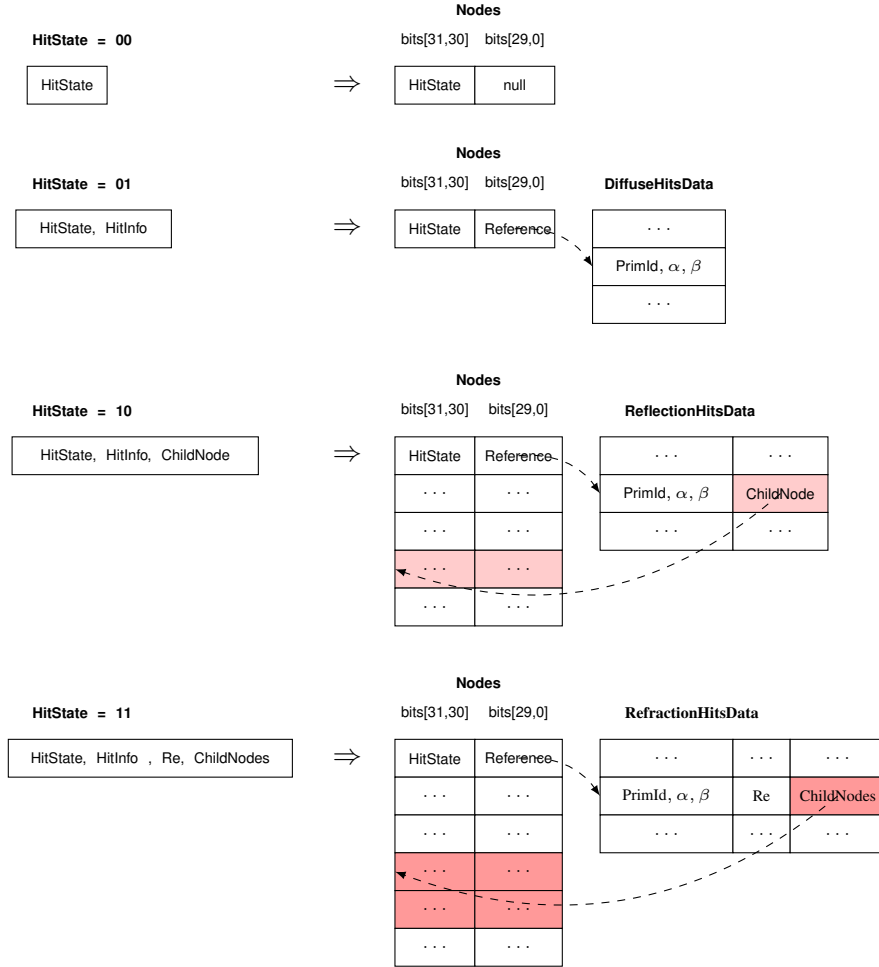 Nodes
HitState = 00 bits[31,30] bits[29,0]
HitState ⇒ HitState null
Nodes
HitState = 01 bits[31,30] bits[29,0] DiffuseHitsData
HitState, HitInfo ⇒ HitState Reference · · ·
PrimId, α, β
· · ·
Nodes
HitState = 10 bits[31,30] bits[29,0] ReflectionHitsData
HitState, HitInfo, ChildNode ⇒ HitState Reference · · · · · ·
· · · · · · PrimId, α, β ChildNode
· · · · · · · · · · · ·
· · · · · ·
· · · · · ·
Nodes
HitState = 11 bits[31,30] bits[29,0] RefractionHitsData
HitState, HitInfo , Re, ChildNodes ⇒ HitState Reference · · · · · · · · ·
· · · · · · PrimId, α, β Re ChildNodes
· · · · · · · · · · · · · · ·
· · · · · ·
· · · · · ·
· · · · · ·